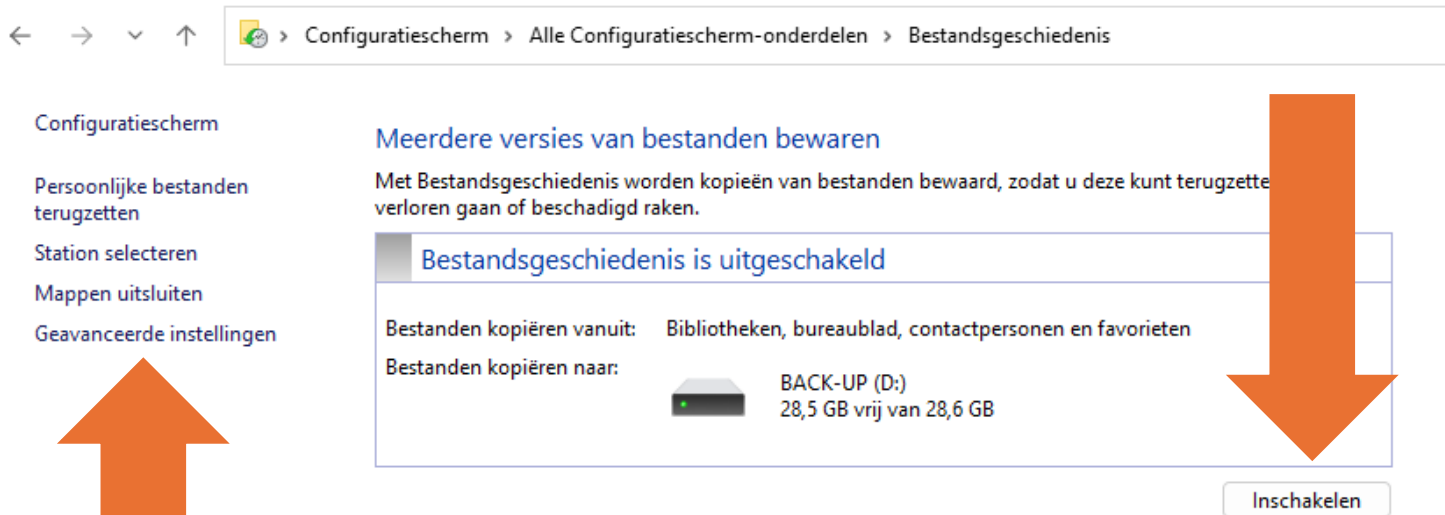 Configuratiescherm > Alle Configuratiescherm-onderdelen > Bestandsgeschiedenis
Configuratiescherm
Persoonlijke bestanden
terugzetten
Station selecteren
Mappen uitsluiten
Geavanceerde instellingen
Meerdere versies van bestanden bewaren
Met Bestandsgeschiedenis worden kopieën van bestanden bewaard, zodat u deze kunt
verloren gaan of beschadigd raken.
Bestandsgeschiedenis is uitgeschakeld
Bestanden kopiëren vanuit: Bibliotheken, bureaublad, contactpersonen en favorieten
Bestanden kopiëren naar:
BACK-UP (D:)
28,5 GB vrij van 28,6 GB
Inschakelen